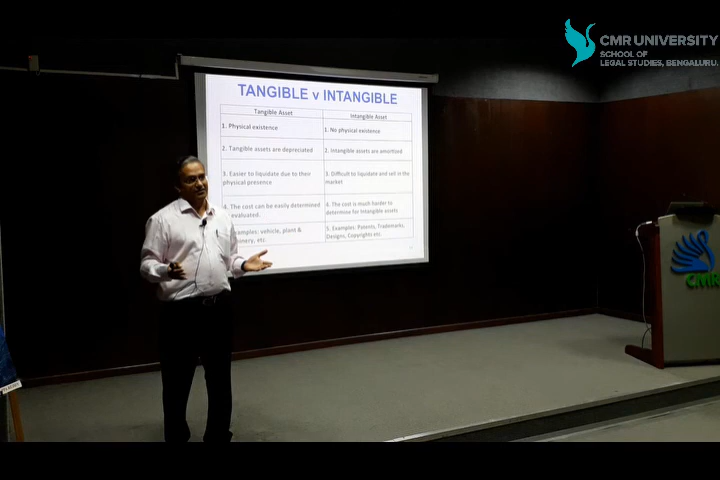 CMR UNIVERSITY
SCHOOL OF
LEGAL STUDIES, BENGALURU.
TANGIBLE v INTANGIBLE
Tangible Asset
Intangible Asset
1. Physical existence
1. No physical existence
2. Tangible assets are depreciated
2. Intangible assets are amortized
3. Easier to liquidate due to their
physical presence
3. Difficult to liquidate and sell in the
market
4. The cost can be easily determined
evaluated.
4. The cost is much harder to
determine for Intangible assets
vehicle, plant &
etc.
5. Examples: Patents, Trademarks,
Designs, Copyrights etc.
CMR